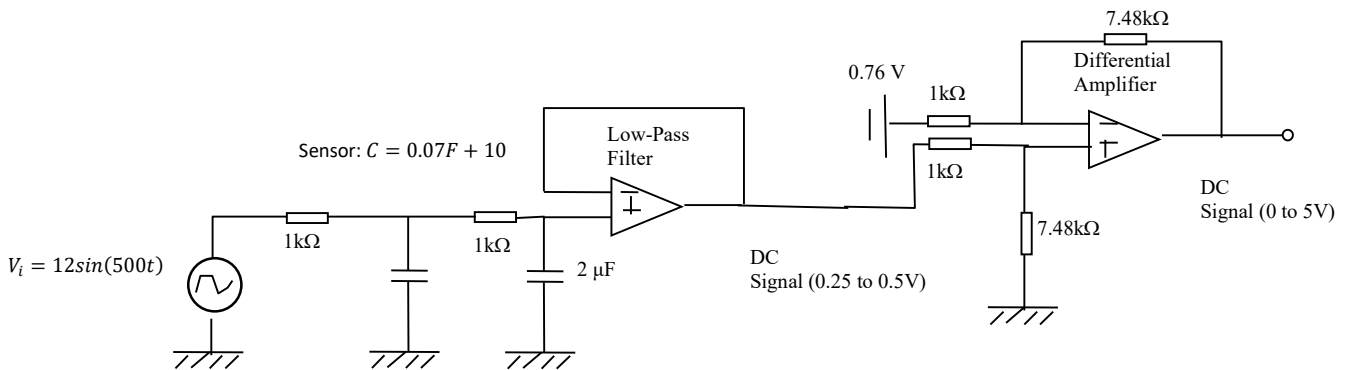 7.48kΩ
Differential
Amplifier
0.76 V
1kΩ
1kΩ
Low-Pass
Filter
Sensor: C = 0.07F + 10
DC
Signal (0 to 5V)
7.48kΩ
1kΩ
1kΩ
Vᵢ = 12sin(500t)
2 μF
DC
Signal (0.25 to 0.5V)